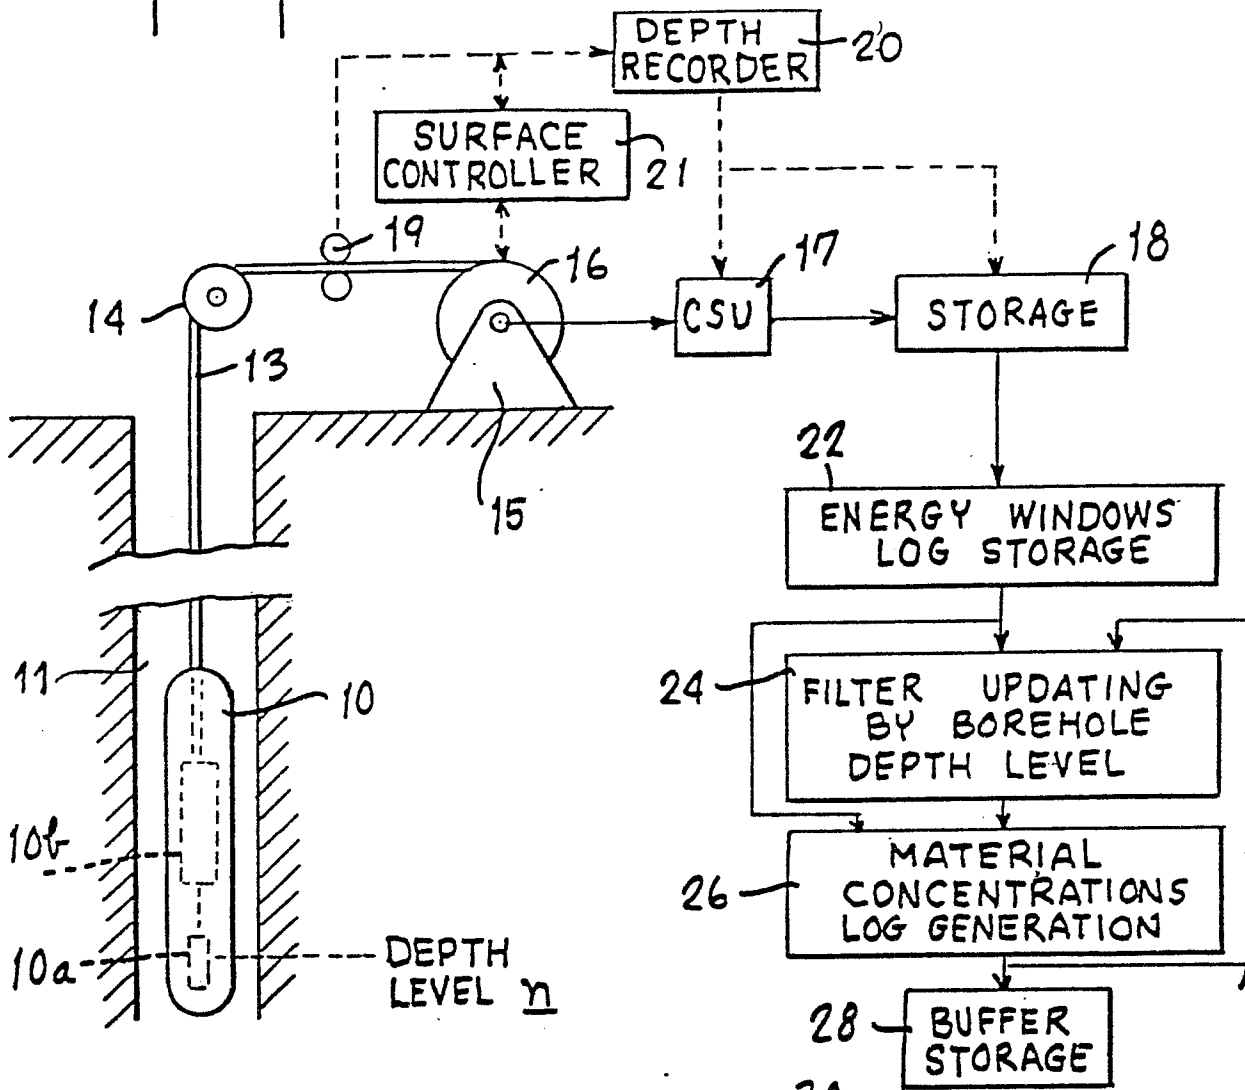 DEPTH
RECORDER
20
SURFACE
CONTROLLER
21
19
14
16
17
18
CSU
STORAGE
13
15
22
ENERGY WINDOWS
LOG STORAGE
11
10
24
FILTER UPDATING
BY BOREHOLE
DEPTH LEVEL
10b
26
MATERIAL
CONCENTRATIONS
LOG GENERATION
10a
DEPTH
LEVEL n
28
BUFFER
STORAGE